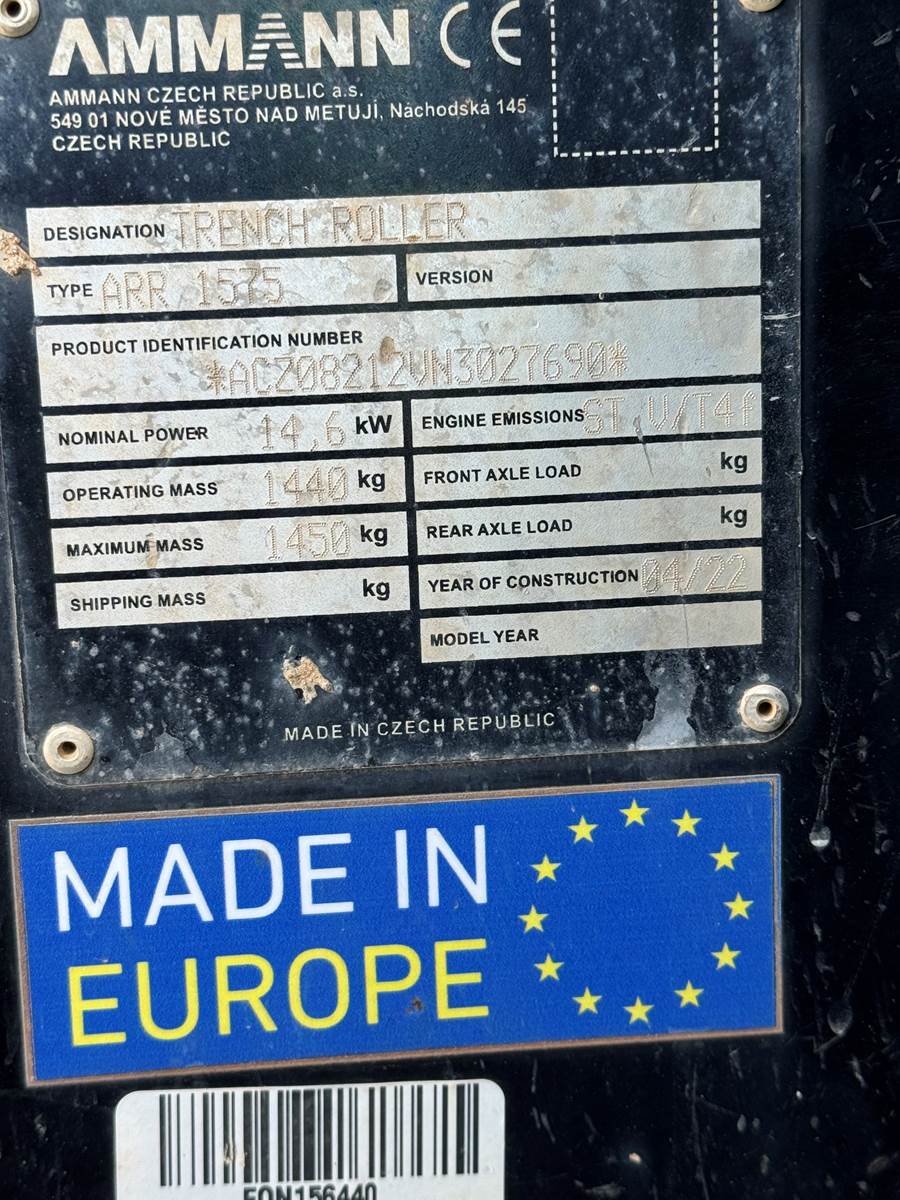 AMMANN CE
AMMANN CZECH REPUBLIC a.s.
549 01 NOVÉ MĚSTO NAD METUJÍ, Náchodská 145
CZECH REPUBLIC
DESIGNATION TRENCH ROLLER
TYPE ARR 1575 VERSION
PRODUCT IDENTIFICATION NUMBER
*ACZ08212VN3027690*
NOMINAL POWER 14,6 kW ENGINE EMISSIONS ST.V/T4f
OPERATING MASS 1440 kg FRONT AXLE LOAD kg
MAXIMUM MASS 1450 kg REAR AXLE LOAD kg
SHIPPING MASS kg YEAR OF CONSTRUCTION 04/22
MODEL YEAR
MADE IN CZECH REPUBLIC
MADE IN
EUROPE
EQN156440